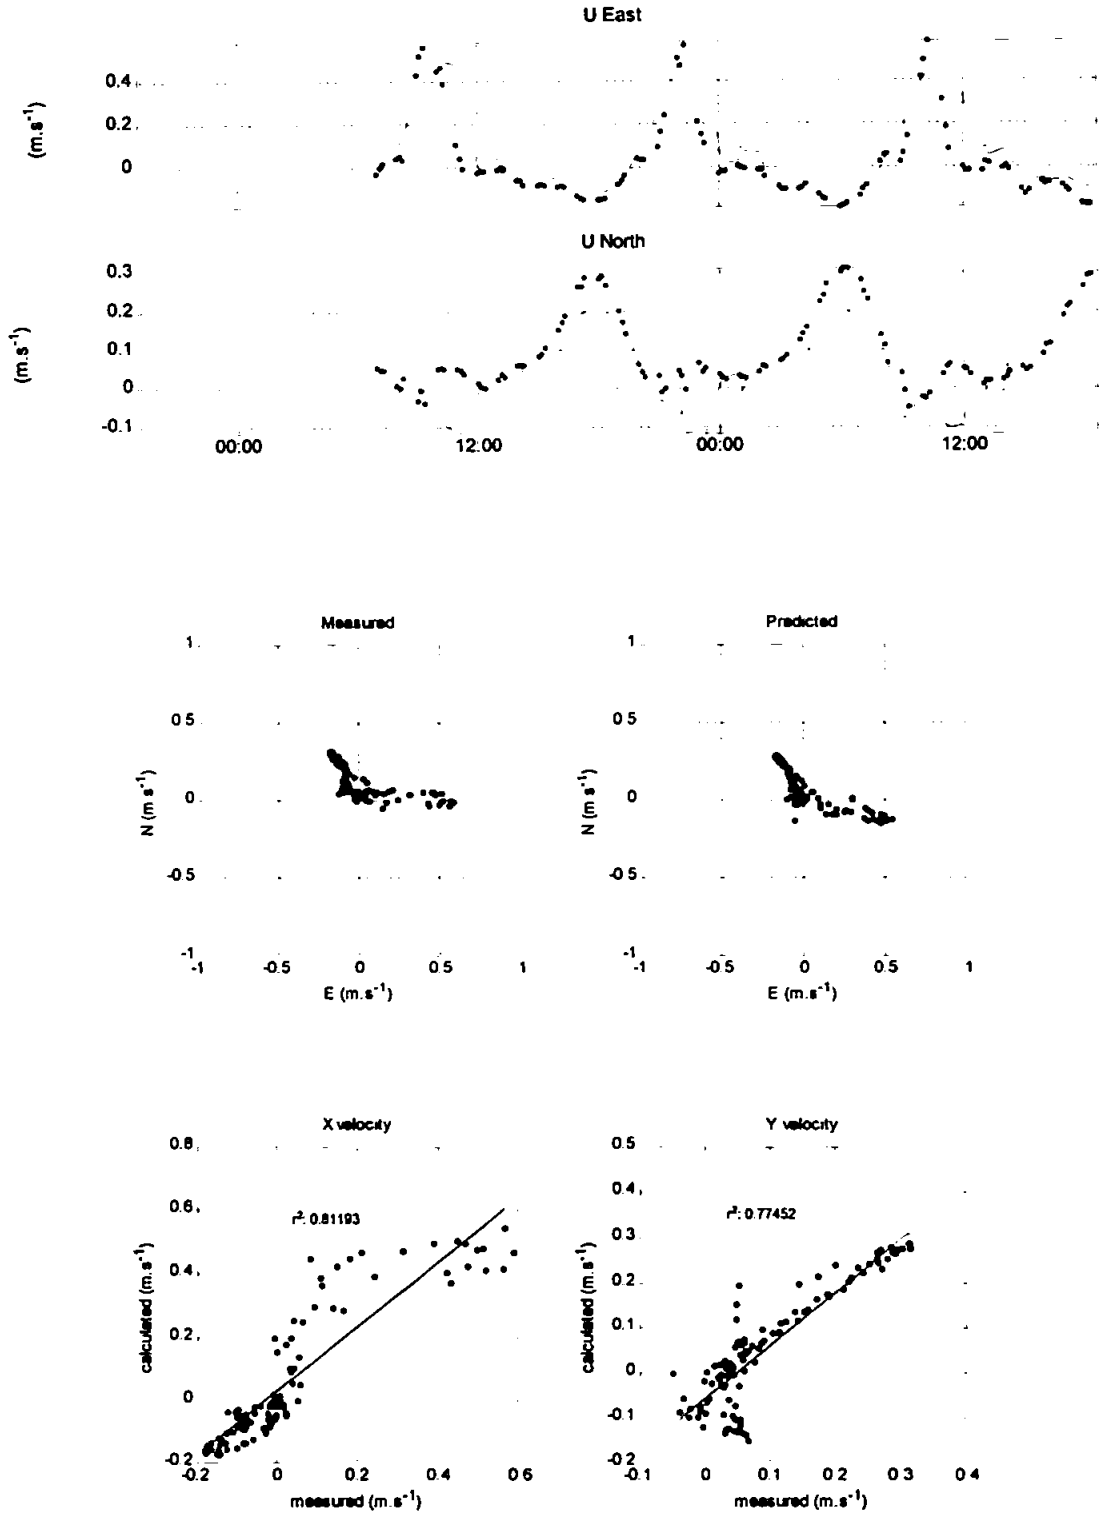 U East
0.4
0.2
0
(m.s-1)
U North
0.3
0.2
0.1
0
-0.1
(m.s-1)
00:00 12:00 00:00 12:00
Measured
1
0.5
0
-0.5
-1
N (m s-1)
-1 -0.5 0 0.5 1
E (m.s-1)
Predicted
1
0.5
0
-0.5
-1
N (m s-1)
-1 -0.5 0 0.5 1
E (m.s-1)
X velocity
0.8
0.6
0.4
0.2
0
-0.2
calculated (m.s-1)
r2: 0.81193
-0.2 0 0.2 0.4 0.6
measured (m.s-1)
Y velocity
0.5
0.4
0.3
0.2
0.1
0
-0.1
-0.2
calculated (m.s-1)
r2: 0.77452
-0.1 0 0.1 0.2 0.3 0.4
measured (m.s-1)